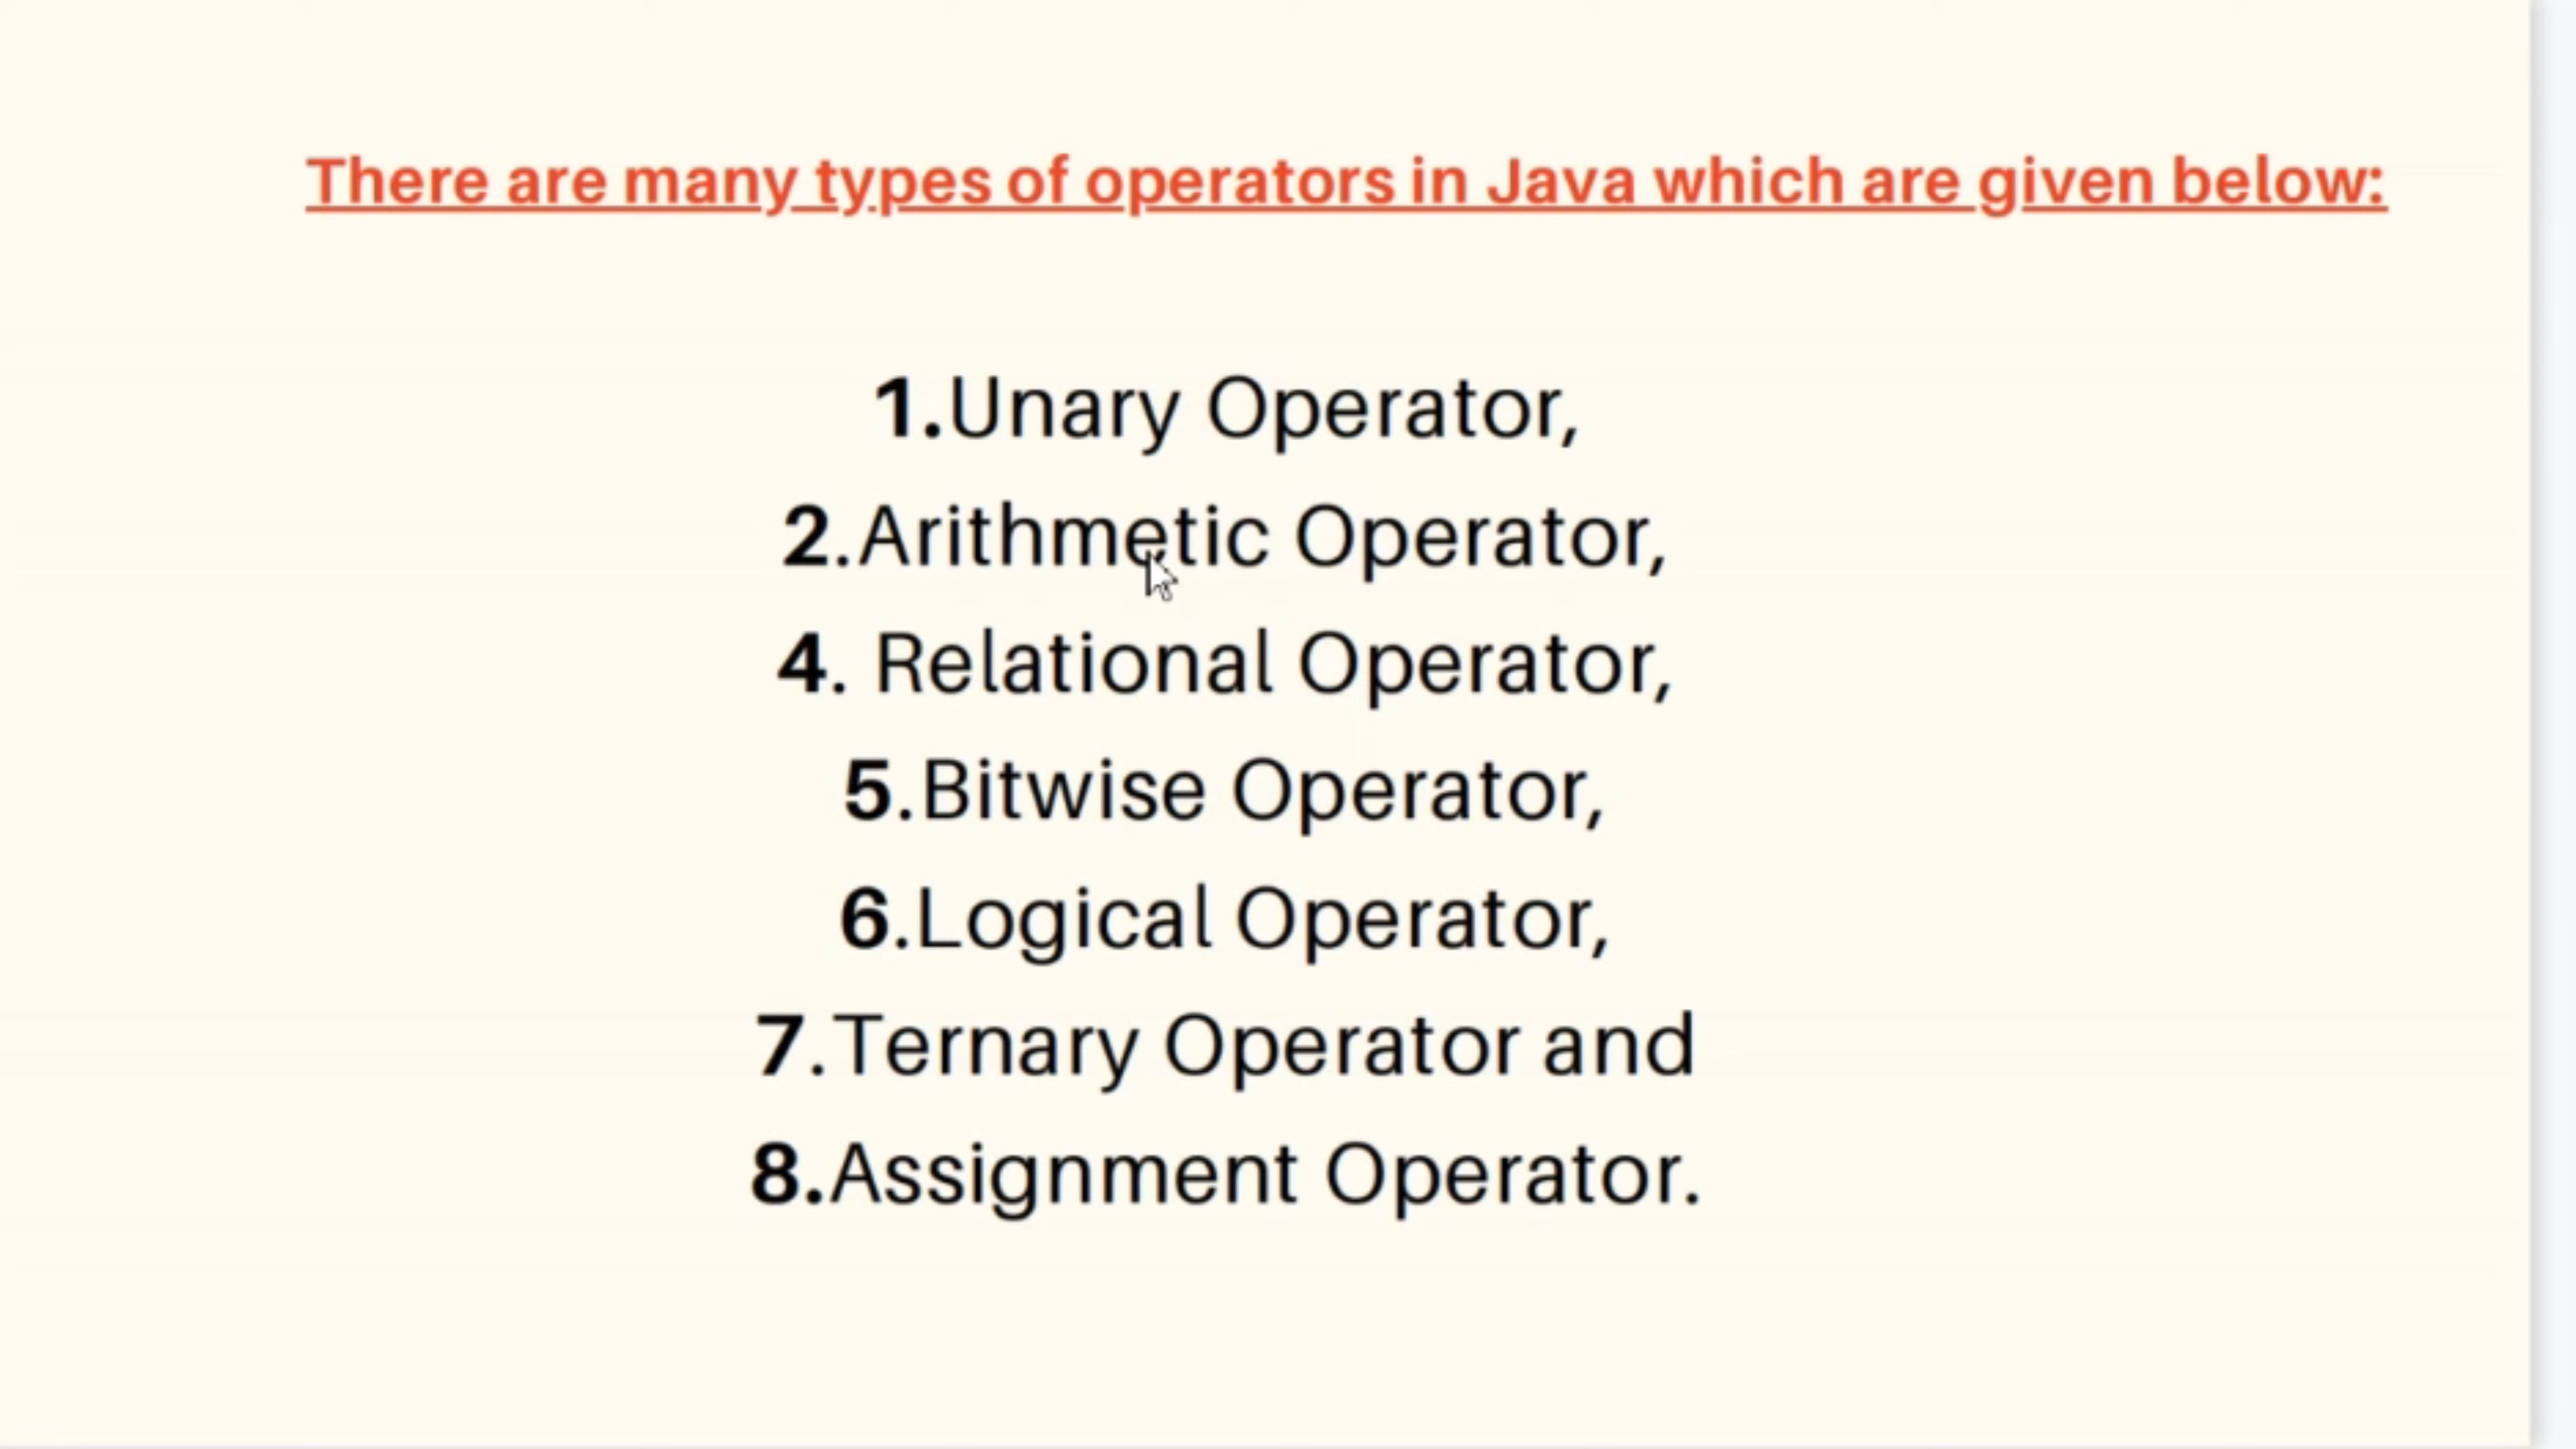 There are many types of operators in Java which are given below:
1.Unary Operator,
2.Arithmetic Operator,
4. Relational Operator,
5.Bitwise Operator,
6.Logical Operator,
7.Ternary Operator and
8.Assignment Operator.